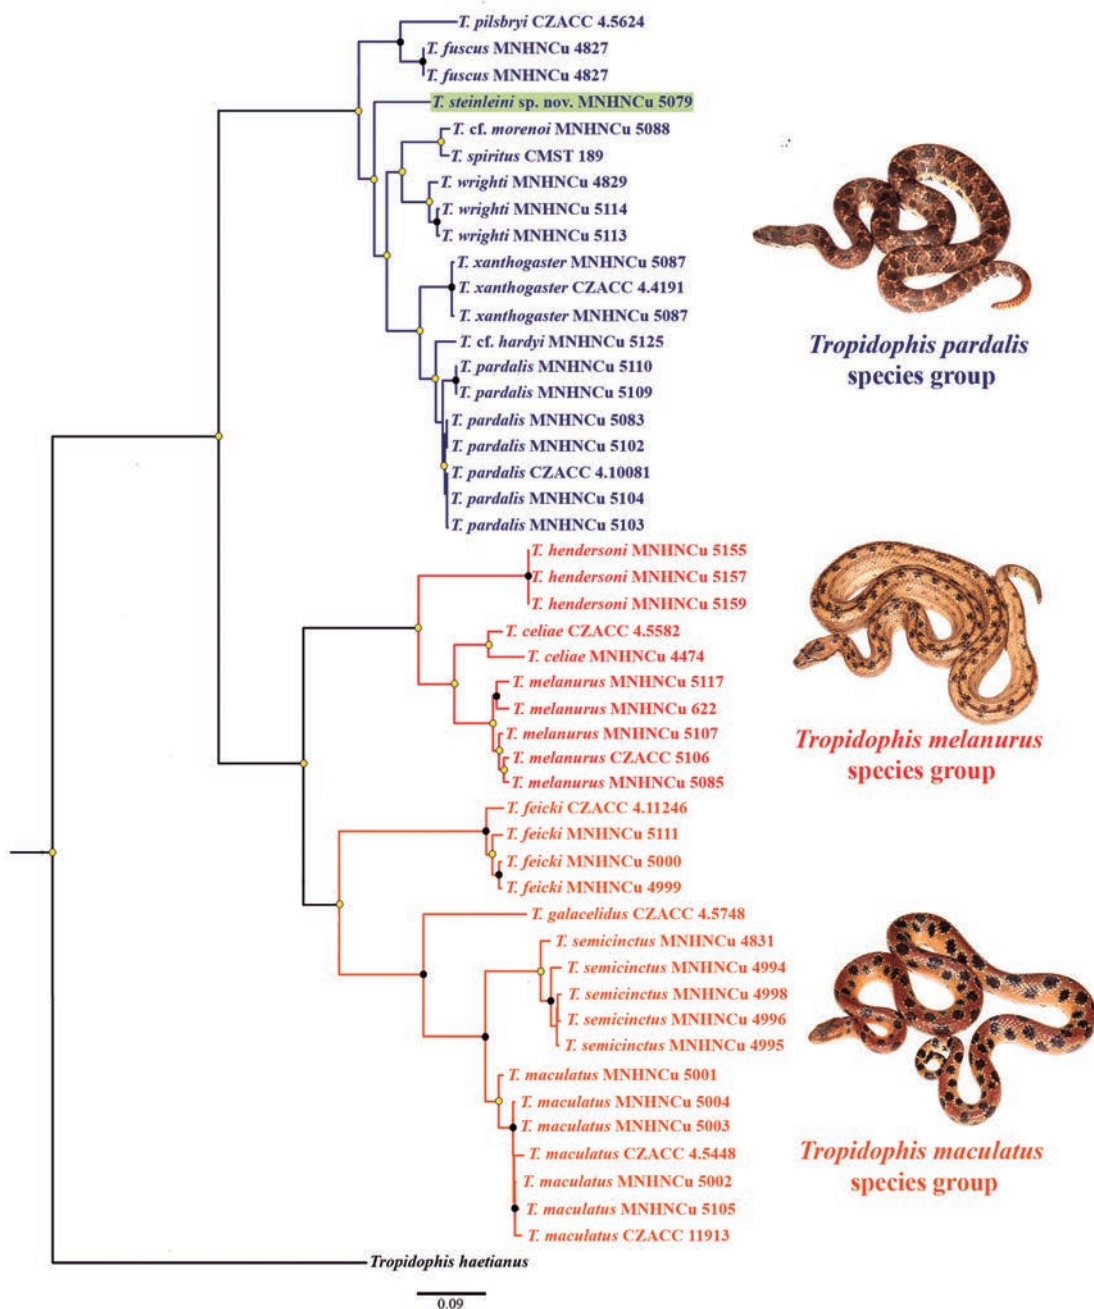 T. pilsbryi CZACC 4.5624
T. fuscus MNHNCu 4827
T. fuscus MNHNCu 4827
T. steinleini sp. nov. MNHNCu 5079
T. cf. morenoi MNHNCu 5088
T. spiritus CMST 189
T. wrighti MNHNCu 4829
T. wrighti MNHNCu 5114
T. wrighti MNHNCu 5113
T. xanthogaster MNHNCu 5087
T. xanthogaster CZACC 4.4191
T. xanthogaster MNHNCu 5087
T. cf. hardyi MNHNCu 5125
T. pardalis MNHNCu 5110
T. pardalis MNHNCu 5109
T. pardalis MNHNCu 5083
T. pardalis MNHNCu 5102
T. pardalis CZACC 4.10081
T. pardalis MNHNCu 5104
T. pardalis MNHNCu 5103
Tropidophis pardalis
species group
T. hendersoni MNHNCu 5155
T. hendersoni MNHNCu 5157
T. hendersoni MNHNCu 5159
T. celiae CZACC 4.5582
T. celiae MNHNCu 4474
T. melanurus MNHNCu 5117
T. melanurus MNHNCu 622
T. melanurus MNHNCu 5107
T. melanurus CZACC 5106
T. melanurus MNHNCu 5085
Tropidophis melanurus
species group
T. feicki CZACC 4.11246
T. feicki MNHNCu 5111
T. feicki MNHNCu 5000
T. feicki MNHNCu 4999
T. galacelidus CZACC 4.5748
T. semicinctus MNHNCu 4831
T. semicinctus MNHNCu 4994
T. semicinctus MNHNCu 4998
T. semicinctus MNHNCu 4996
T. semicinctus MNHNCu 4995
T. maculatus MNHNCu 5001
T. maculatus MNHNCu 5004
T. maculatus MNHNCu 5003
T. maculatus CZACC 4.5448
T. maculatus MNHNCu 5002
T. maculatus MNHNCu 5105
T. maculatus CZACC 11913
Tropidophis maculatus
species group
Tropidophis haetianus
0.09